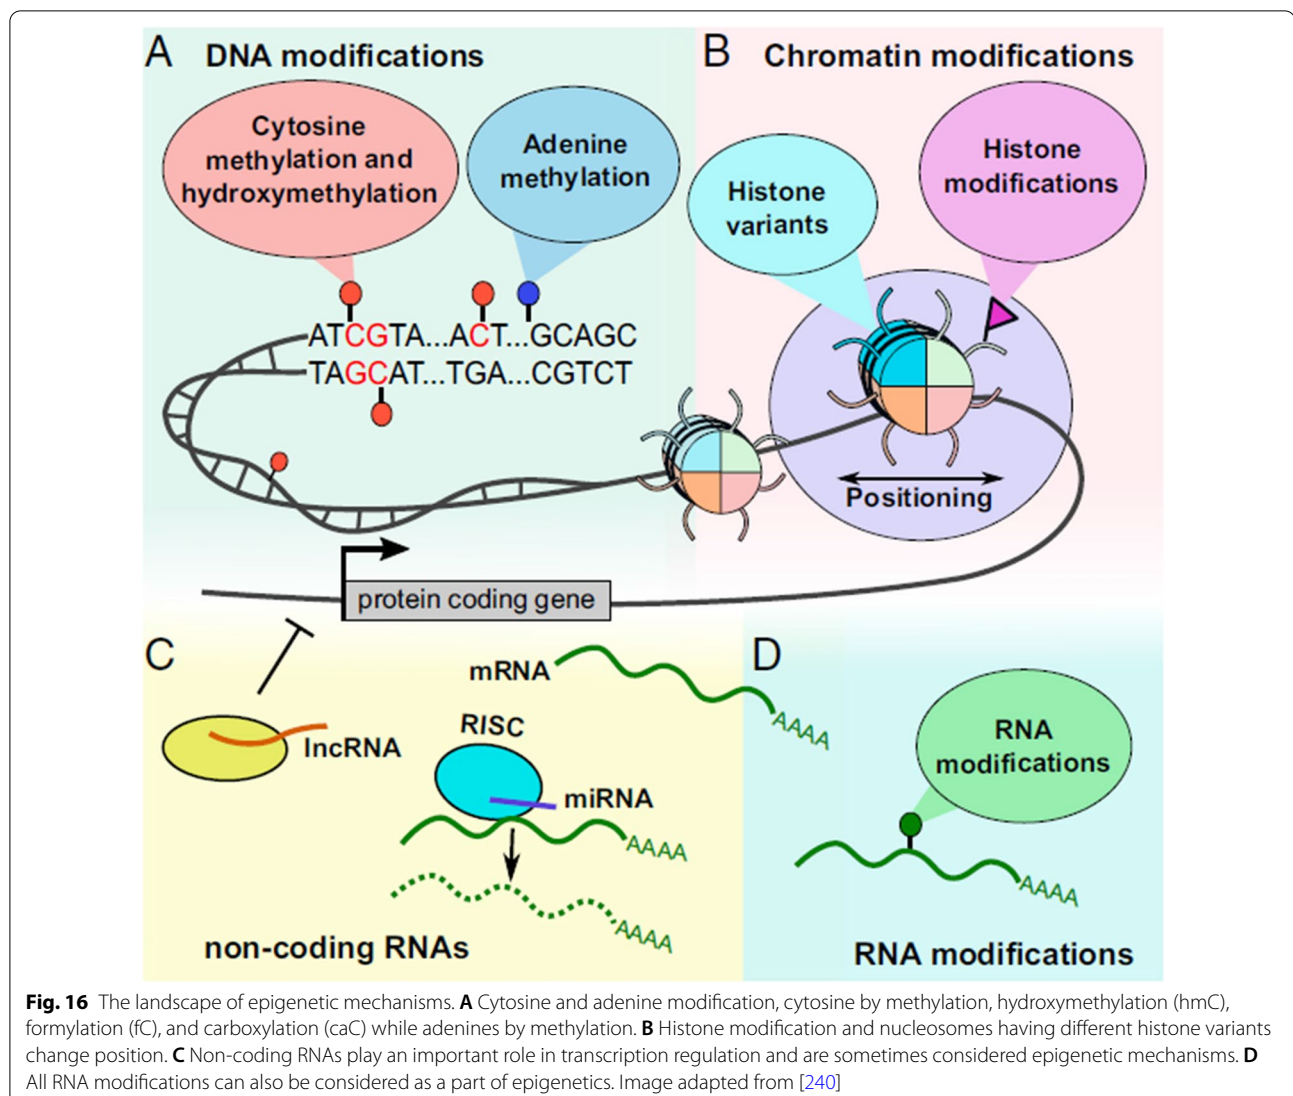 A DNA modifications
B Chromatin modifications
Cytosine
methylation and
hydroxymethylation
Adenine
methylation
Histone
variants
Histone
modifications
ATCGTA...ACT...GCAGC
TAGCAT...TGA...CGTCT
Positioning
protein coding gene
C
lncRNA
mRNA
AAAA
RISC
miRNA
AAAA
AAAA
non-coding RNAs
D
RNA
modifications
AAAA
RNA modifications
Fig. 16 The landscape of epigenetic mechanisms. A Cytosine and adenine modification, cytosine by methylation, hydroxymethylation (hmC),
formylation (fC), and carboxylation (caC) while adenines by methylation. B Histone modification and nucleosomes having different histone variants
change position. C Non-coding RNAs play an important role in transcription regulation and are sometimes considered epigenetic mechanisms. D
All RNA modifications can also be considered as a part of epigenetics. Image adapted from [240]